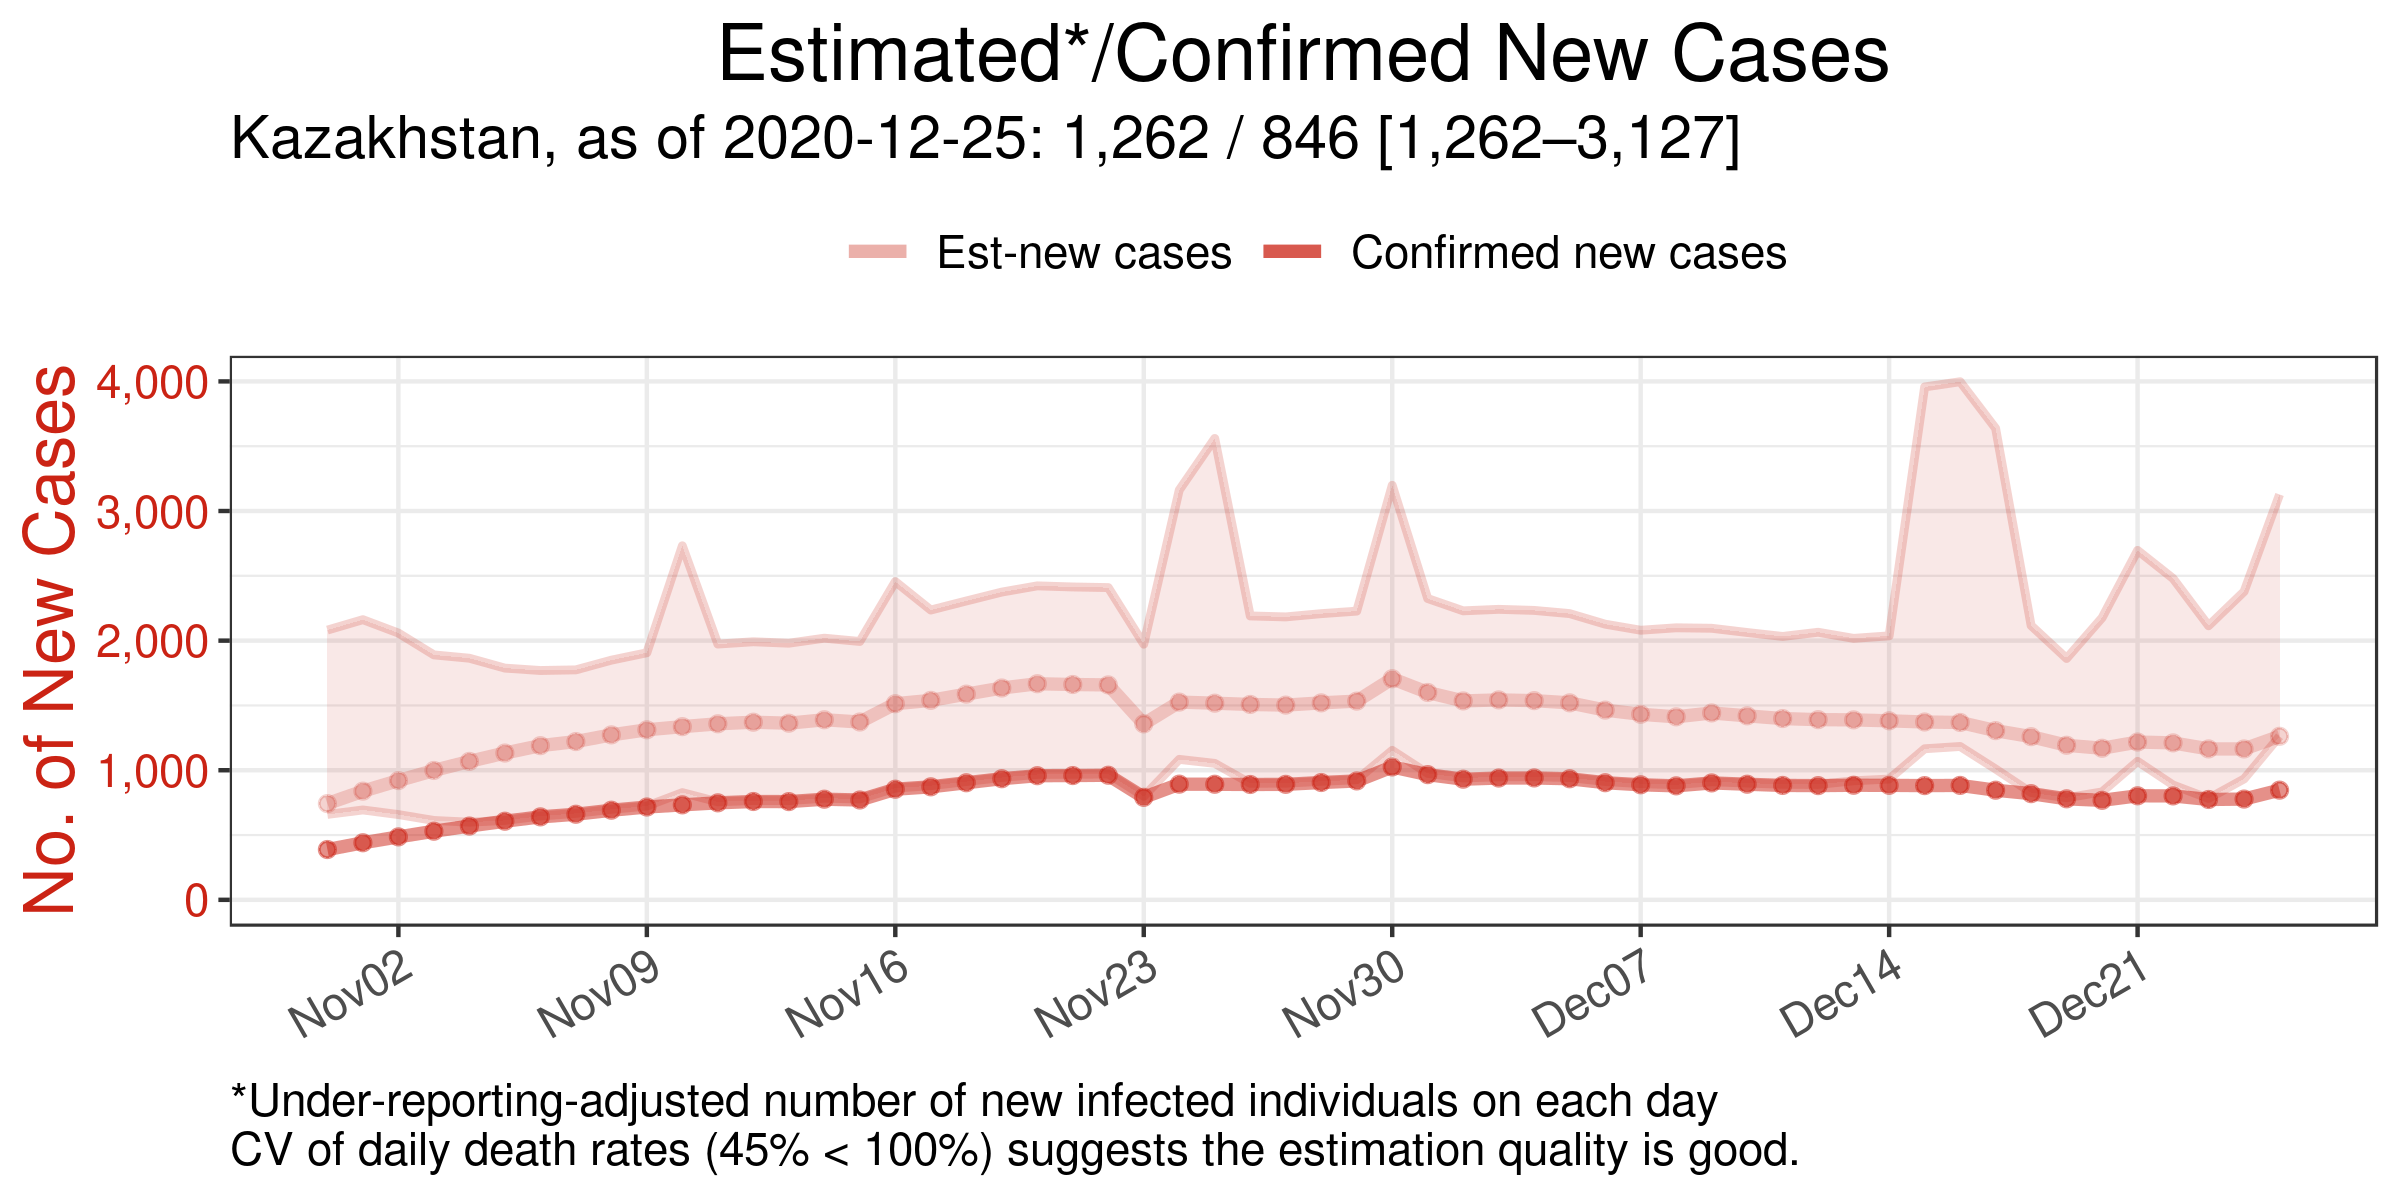 Estimated*/Confirmed New Cases
Kazakhstan, as of 2020-12-25: 1,262 / 846 [1,262–3,127]
Est-new cases
Confirmed new cases
No. of New Cases
4,000
3,000
2,000
1,000
0
Nov02
Nov09
Nov16
Nov23
Nov30
Dec07
Dec14
Dec21
*Under-reporting-adjusted number of new infected individuals on each day
CV of daily death rates (45% < 100%) suggests the estimation quality is good.